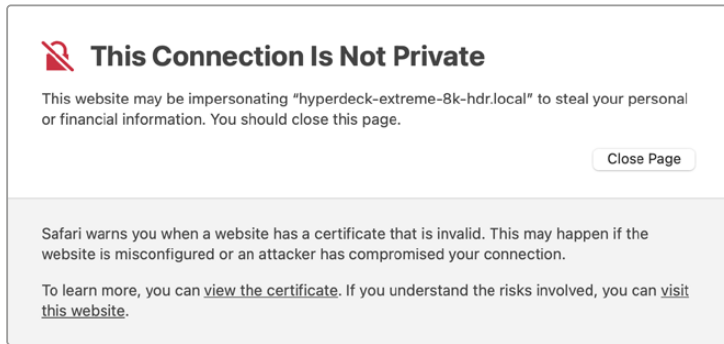 This Connection Is Not Private
This website may be impersonating “hyperdeck-extreme-8k-hdr.local” to steal your personal
or financial information. You should close this page.
Close Page
Safari warns you when a website has a certificate that is invalid. This may happen if the
website is misconfigured or an attacker has compromised your connection.
To learn more, you can view the certificate. If you understand the risks involved, you can visit
this website.